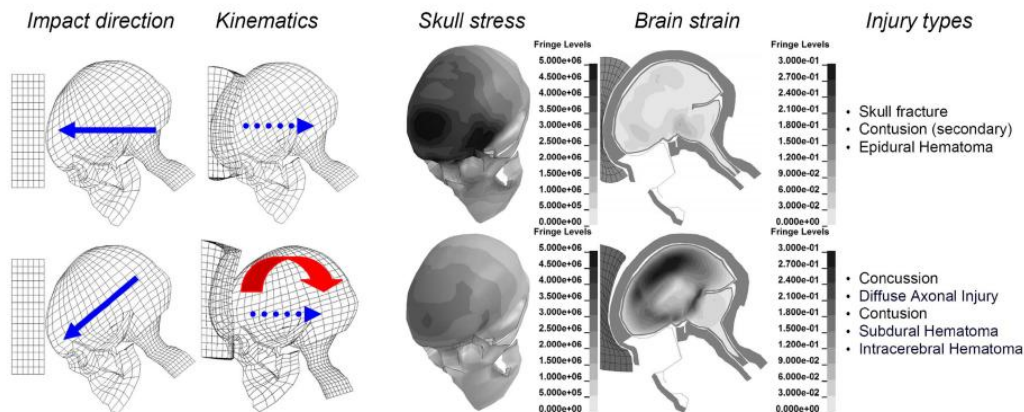 Impact direction
Kinematics
Skull stress
Brain strain
Injury types
Fringe Levels
5.000e+06
4.500e+06
4.000e+06
3.500e+06
3.000e+06
2.500e+06
2.000e+06
1.500e+06
1.000e+06
5.000e+05
0.000e+00
Fringe Levels
3.000e-01
2.700e-01
2.400e-01
2.100e-01
1.800e-01
1.500e-01
1.200e-01
9.000e-02
6.000e-02
3.000e-02
0.000e+00
• Skull fracture
• Contusion (secondary)
• Epidural Hematoma
Fringe Levels
5.000e+06
4.500e+06
4.000e+06
3.500e+06
3.000e+06
2.500e+06
2.000e+06
1.500e+06
1.000e+06
5.000e+05
0.000e+00
Fringe Levels
3.000e-01
2.700e-01
2.400e-01
2.100e-01
1.800e-01
1.500e-01
1.200e-01
9.000e-02
6.000e-02
3.000e-02
0.000e+00
• Concussion
• Diffuse Axonal Injury
• Contusion
• Subdural Hematoma
• Intracerebral Hematoma